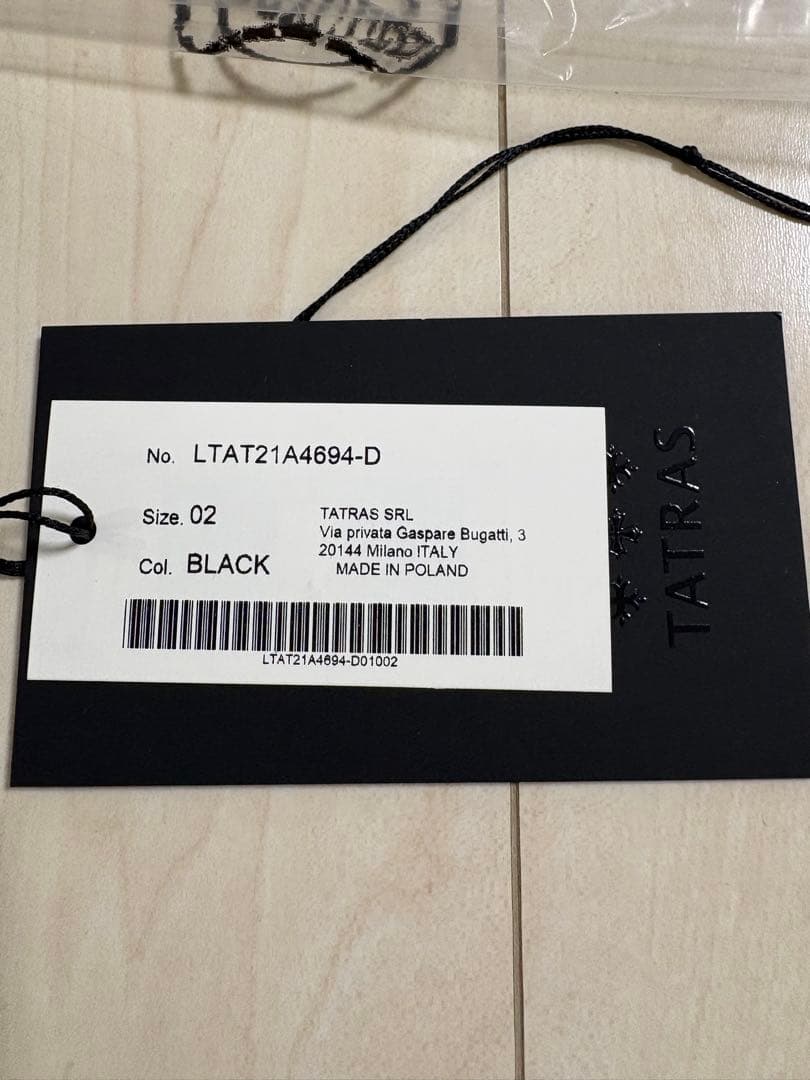 No. LTAT21A4694-D
Size. 02
Col. BLACK
TATRAS SRL
Via privata Gaspare Bugatti, 3
20144 Milano ITALY
MADE IN POLAND
LTAT21A4694-D01002
TATRAS